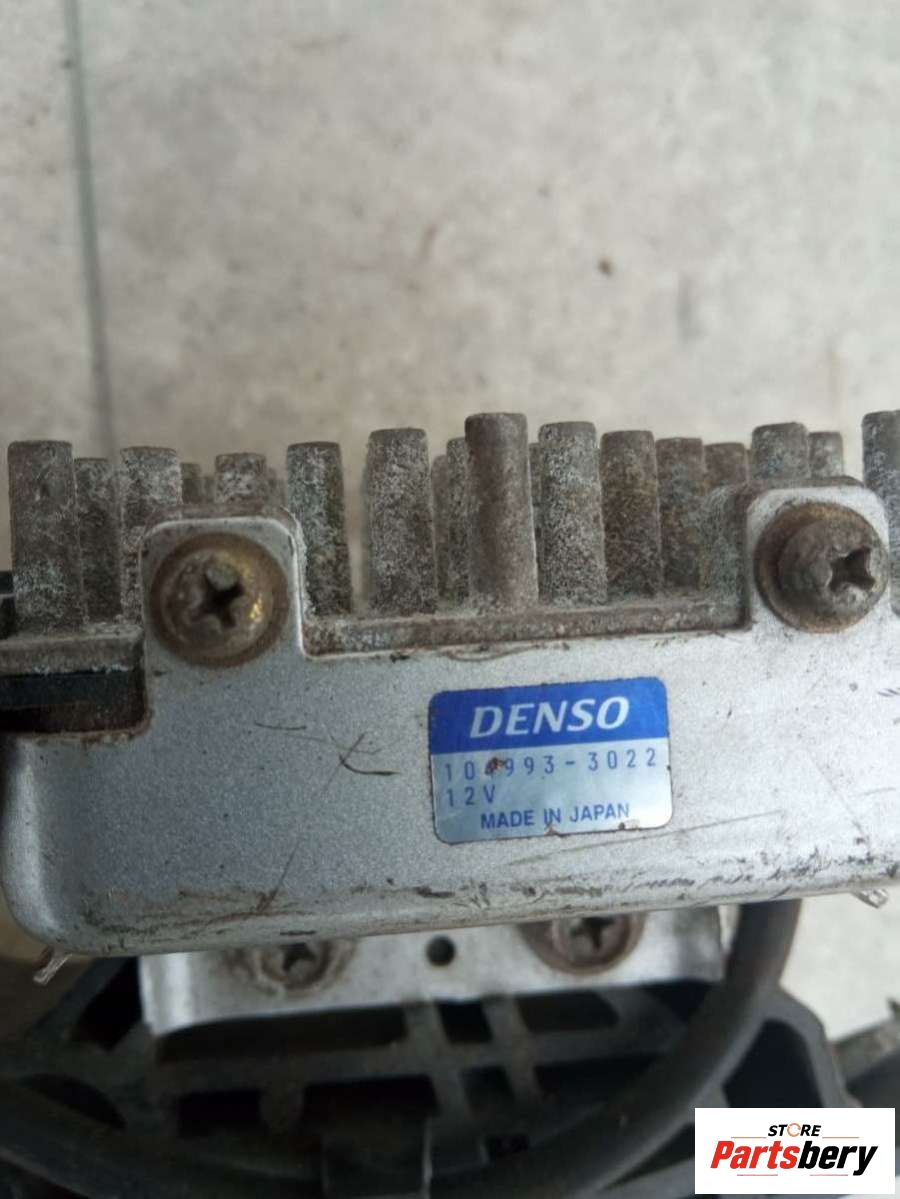 DENSO
104993-3022
12V
MADE IN JAPAN
STORE
Partsbery